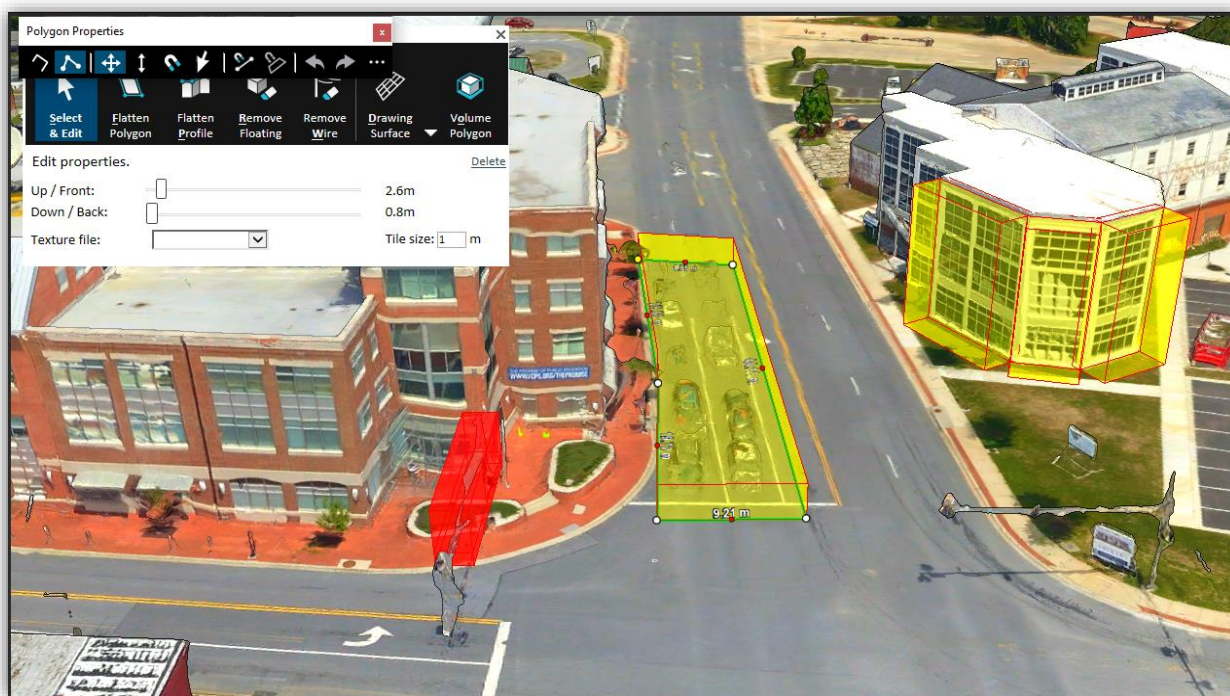 Polygon Properties
Select & Edit
Flatten Polygon
Flatten Profile
Remove Floating
Remove Wire
Drawing Surface
Volume Polygon
Edit properties.
Delete
Up / Front:
2.6m
Down / Back:
0.8m
Texture file:
Tile size: 1 m
9.21 m